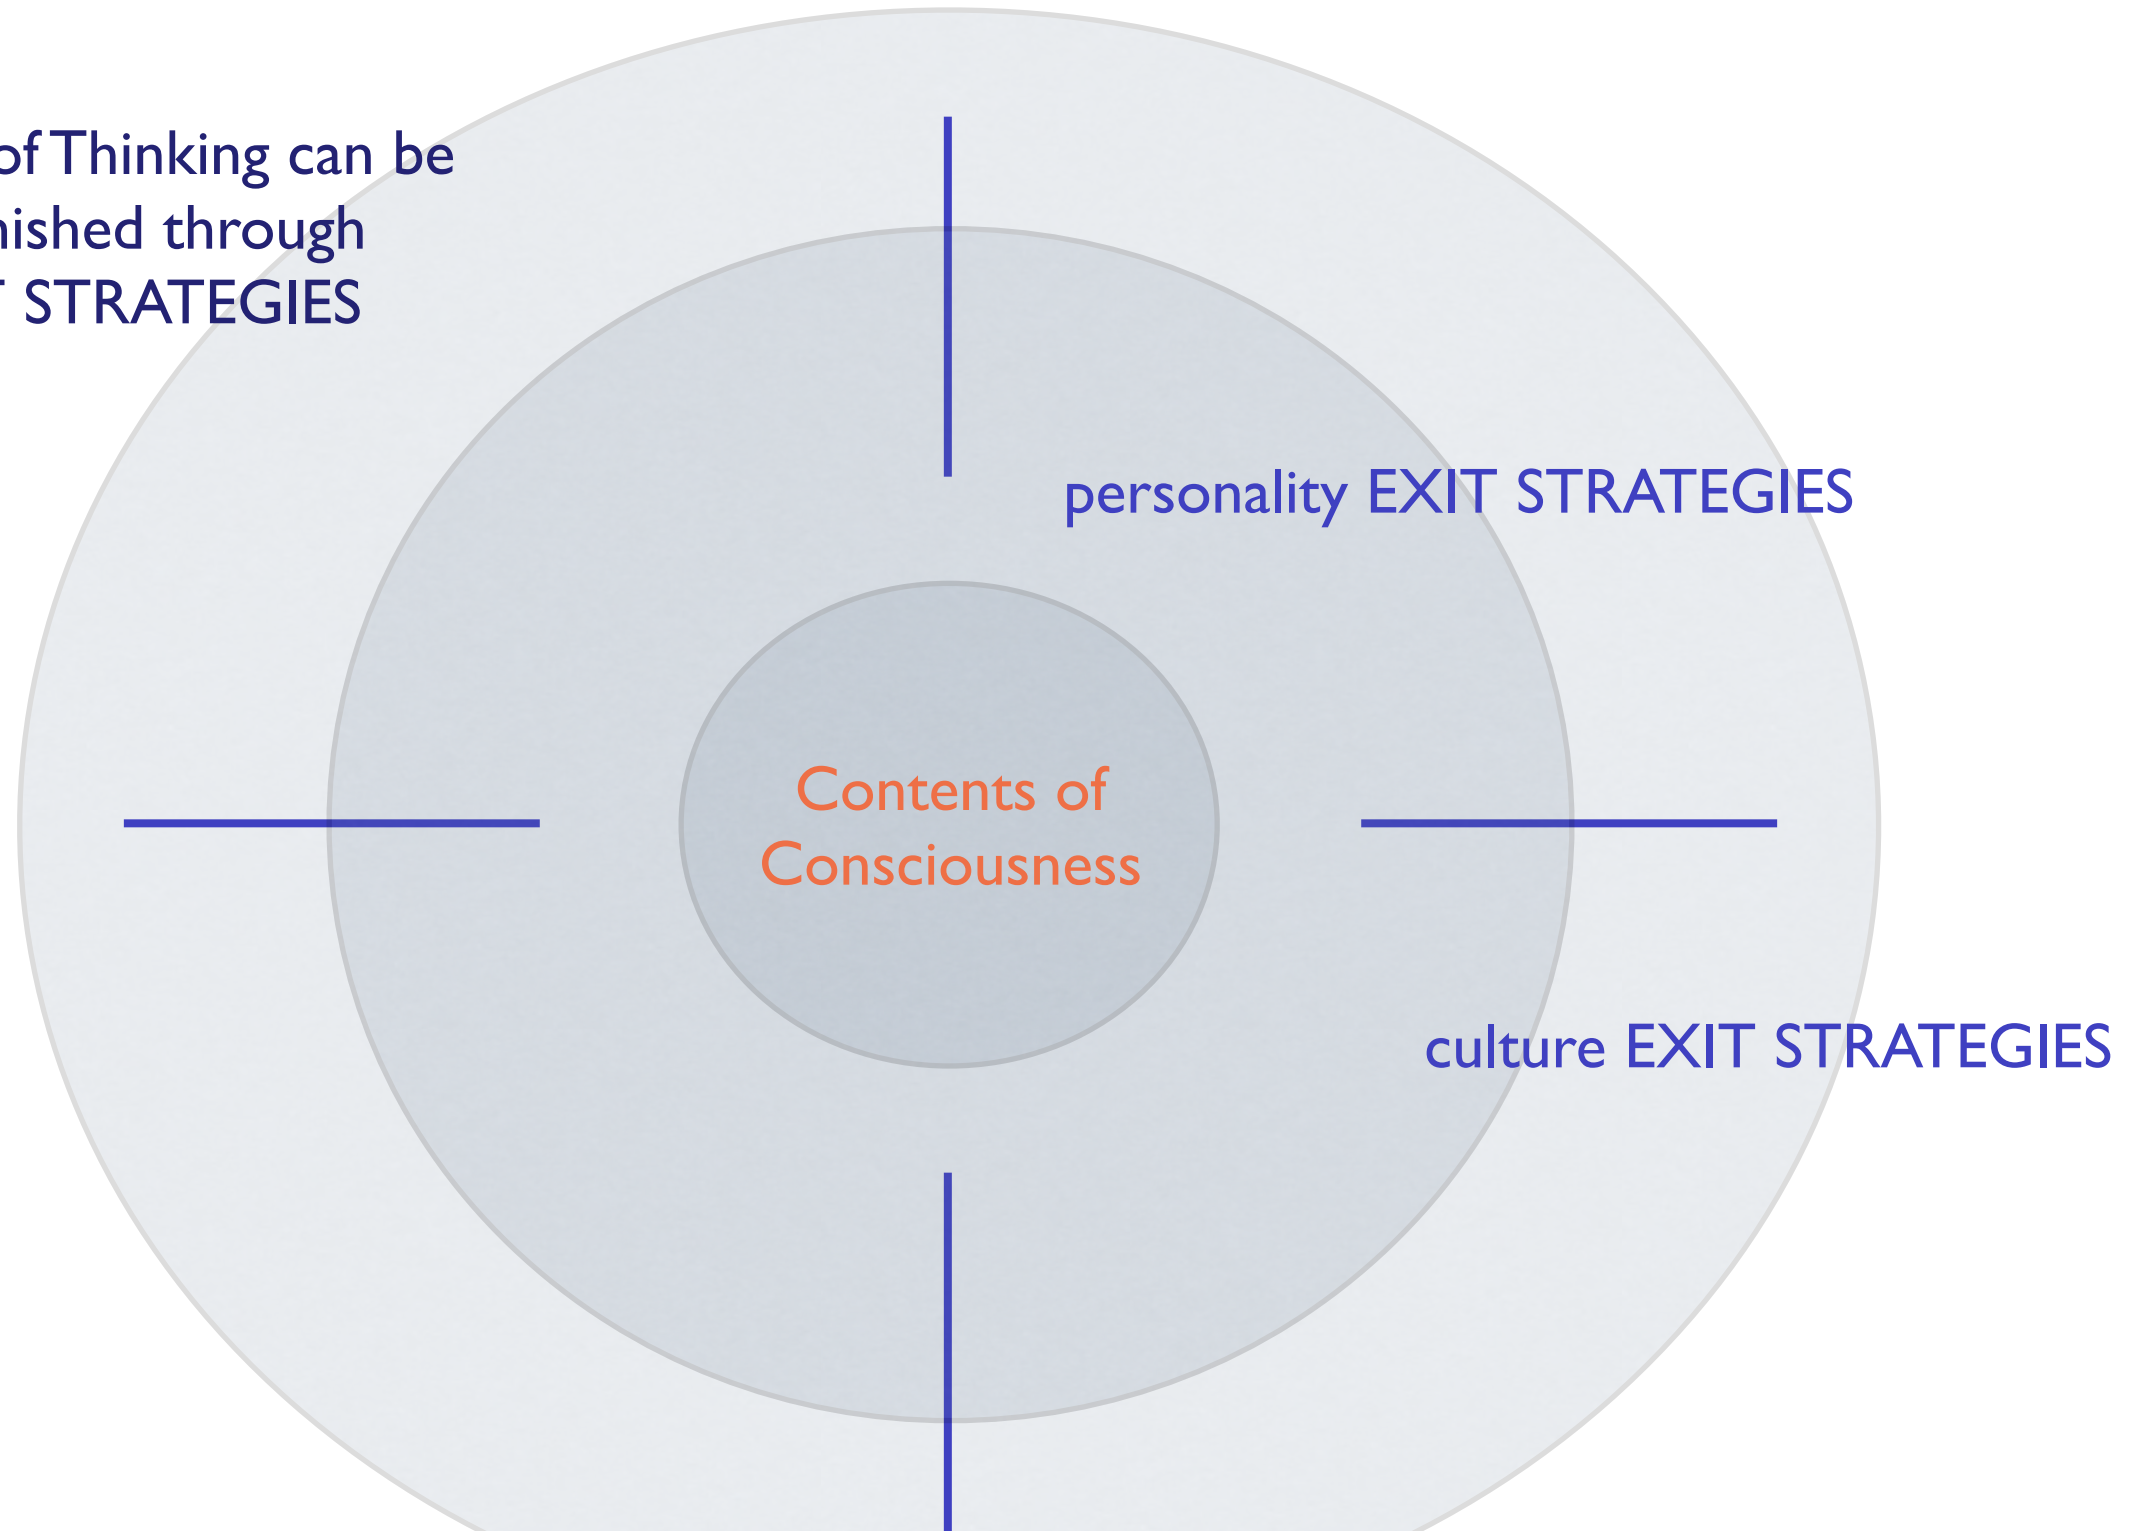 of Thinking can be
nished through
STRATEGIES
personality EXIT STRATEGIES
Contents of
Consciousness
culture EXIT STRATEGIES